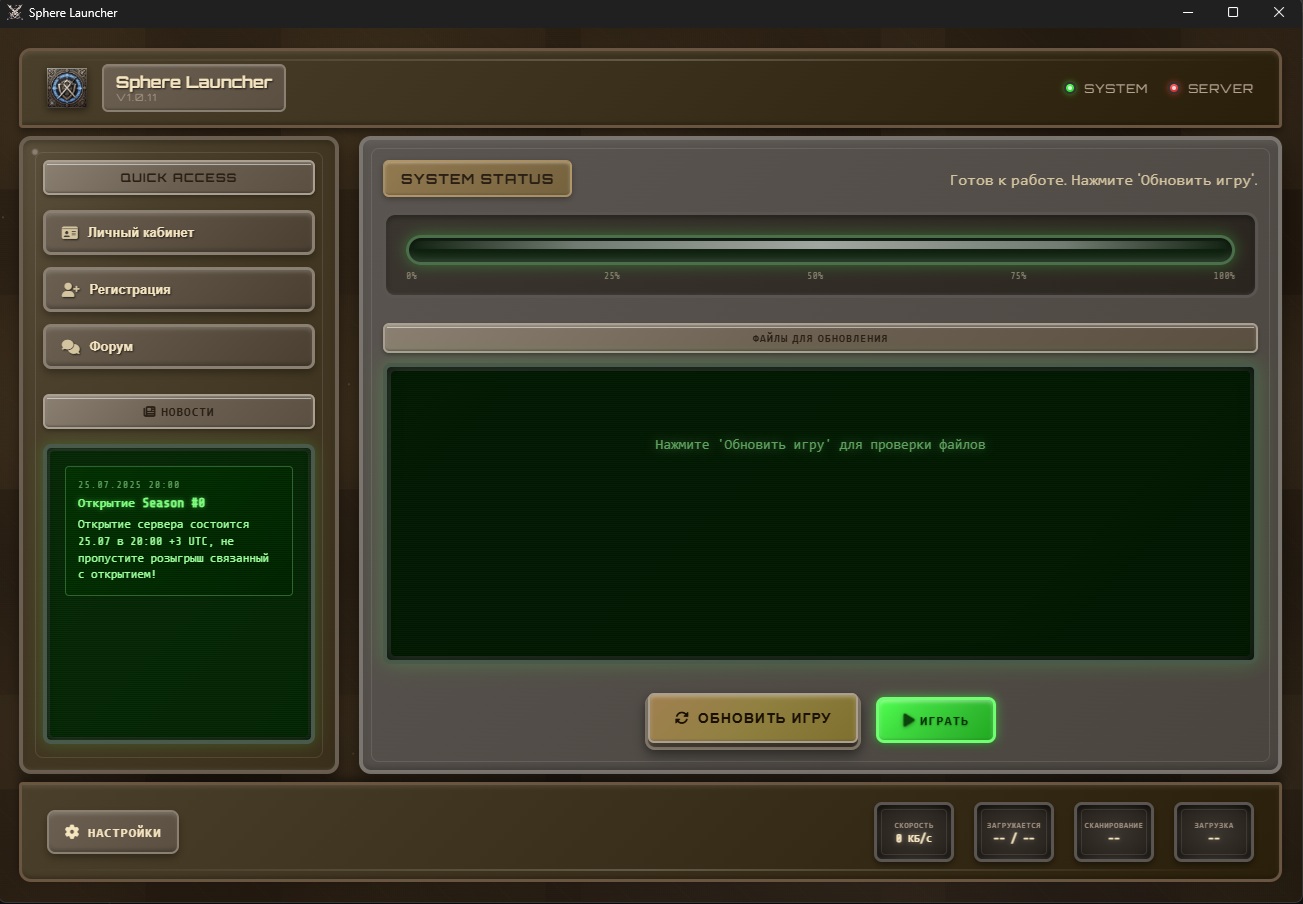 Sphere Launcher
Sphere Launcher
V1.0.11
SYSTEM
SERVER
QUICK ACCESS
Личный кабинет
Регистрация
Форум
НОВОСТИ
25.07.2025 20:00
Открытие Season #0
Открытие сервера состоится
25.07 в 20:00 +3 UTC, не
пропустите розыгрыш связанный
с открытием!
SYSTEM STATUS
Готов к работе. Нажмите 'Обновить игру'.
0% 25% 50% 75% 100%
ФАЙЛЫ ДЛЯ ОБНОВЛЕНИЯ
Нажмите 'Обновить игру' для проверки файлов
ОБНОВИТЬ ИГРУ
ИГРАТЬ
НАСТРОЙКИ
СКОРОСТЬ
0 КБ/с
ЗАГРУЖАЕТСЯ
-- / --
СКАНИРОВАНИЕ
--
ЗАГРУЗКА
--